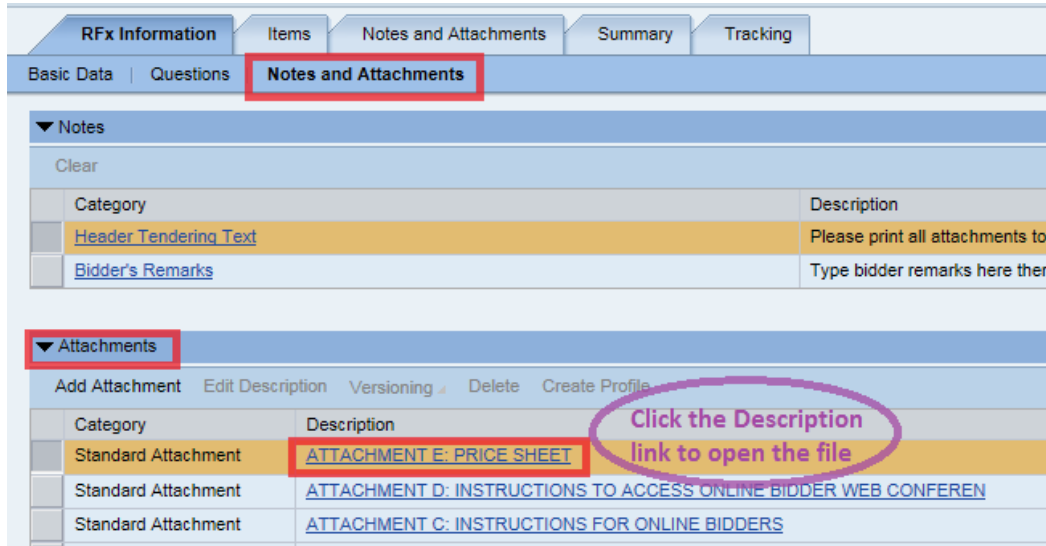 RFx Information Items Notes and Attachments Summary Tracking
Basic Data | Questions Notes and Attachments
Notes
Clear
Category Description
Header Tendering Text Please print all attachments to
Bidder's Remarks Type bidder remarks here ther
Attachments
Add Attachment Edit Description Versioning Delete Create Profile
Category Description
Standard Attachment ATTACHMENT E: PRICE SHEET
Click the Description
link to open the file
Standard Attachment ATTACHMENT D: INSTRUCTIONS TO ACCESS ONLINE BIDDER WEB CONFEREN
Standard Attachment ATTACHMENT C: INSTRUCTIONS FOR ONLINE BIDDERS